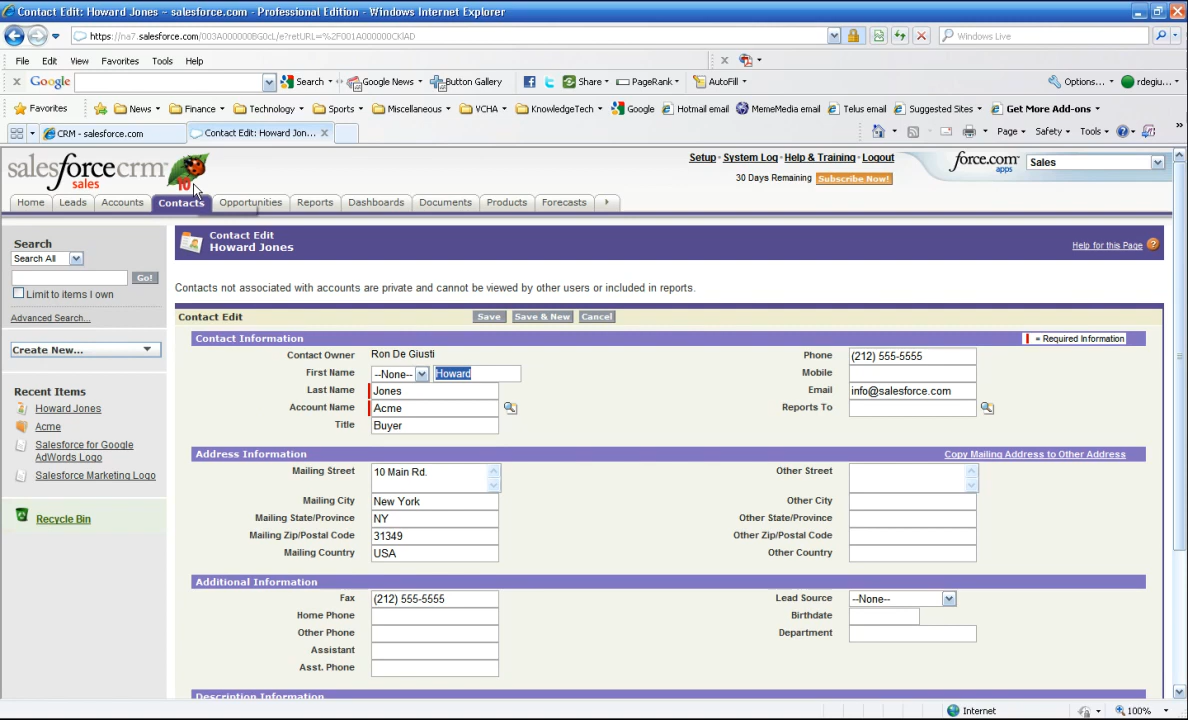 Contact Edit: Howard Jones ~ salesforce.com - Professional Edition - Windows Internet Explorer
https://na7.salesforce.com/003A000000BG0cL/e?retURL=%2F001A000000CKlAD
Windows Live
File Edit View Favorites Tools Help
Google Search Google News Button Gallery Share PageRank AutoFill Options... rdegiu...
Favorites News Finance Technology Sports Miscellaneous VCHA KnowledgeTech Google Hotmail email MemeMedia email Telus email Suggested Sites Get More Add-ons
CRM - salesforce.com Contact Edit: Howard Jon... Page Safety Tools
salesforcecrm
sales
10
Setup · System Log · Help & Training · Logout
30 Days Remaining Subscribe Now!
force.com
apps
Sales
Home Leads Accounts Contacts Opportunities Reports Dashboards Documents Products Forecasts
Search
Search All
Go!
Limit to items I own
Advanced Search...
Create New...
Recent Items
Howard Jones
Acme
Salesforce for Google
AdWords Logo
Salesforce Marketing Logo
Recycle Bin
Contact Edit
Howard Jones
Help for this Page ?
Contacts not associated with accounts are private and cannot be viewed by other users or included in reports.
Contact Edit Save Save & New Cancel
Contact Information = Required Information
Contact Owner Ron De Giusti Phone (212) 555-5555
First Name --None-- Howard Mobile
Last Name Jones Email info@salesforce.com
Account Name Acme Reports To
Title Buyer
Address Information Copy Mailing Address to Other Address
Mailing Street 10 Main Rd. Other Street
Mailing City New York Other City
Mailing State/Province NY Other State/Province
Mailing Zip/Postal Code 31349 Other Zip/Postal Code
Mailing Country USA Other Country
Additional Information
Fax (212) 555-5555 Lead Source --None--
Home Phone Birthdate
Other Phone Department
Assistant
Asst. Phone
Description Information
Internet 100%